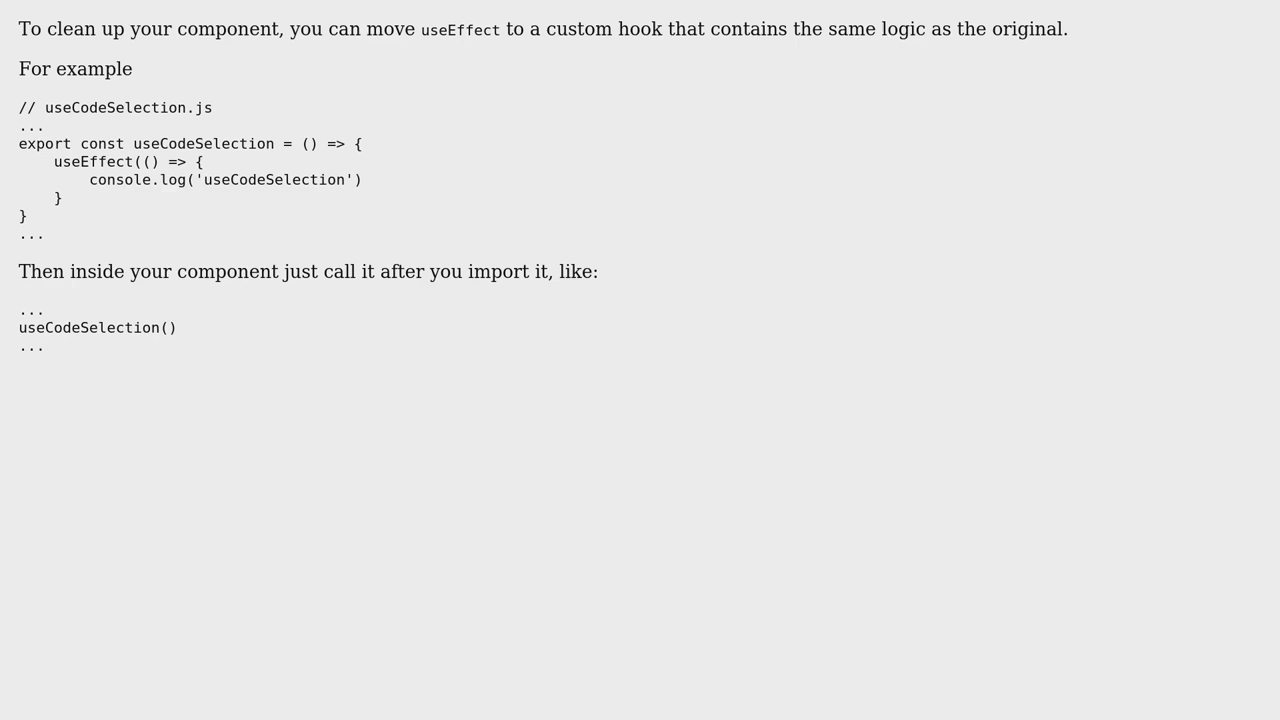 To clean up your component, you can move useEffect to a custom hook that contains the same logic as the original.
For example
// useCodeSelection.js
...
export const useCodeSelection = () => {
    useEffect(() => {
        console.log('useCodeSelection')
    }
}
...
Then inside your component just call it after you import it, like:
...
useCodeSelection()
...